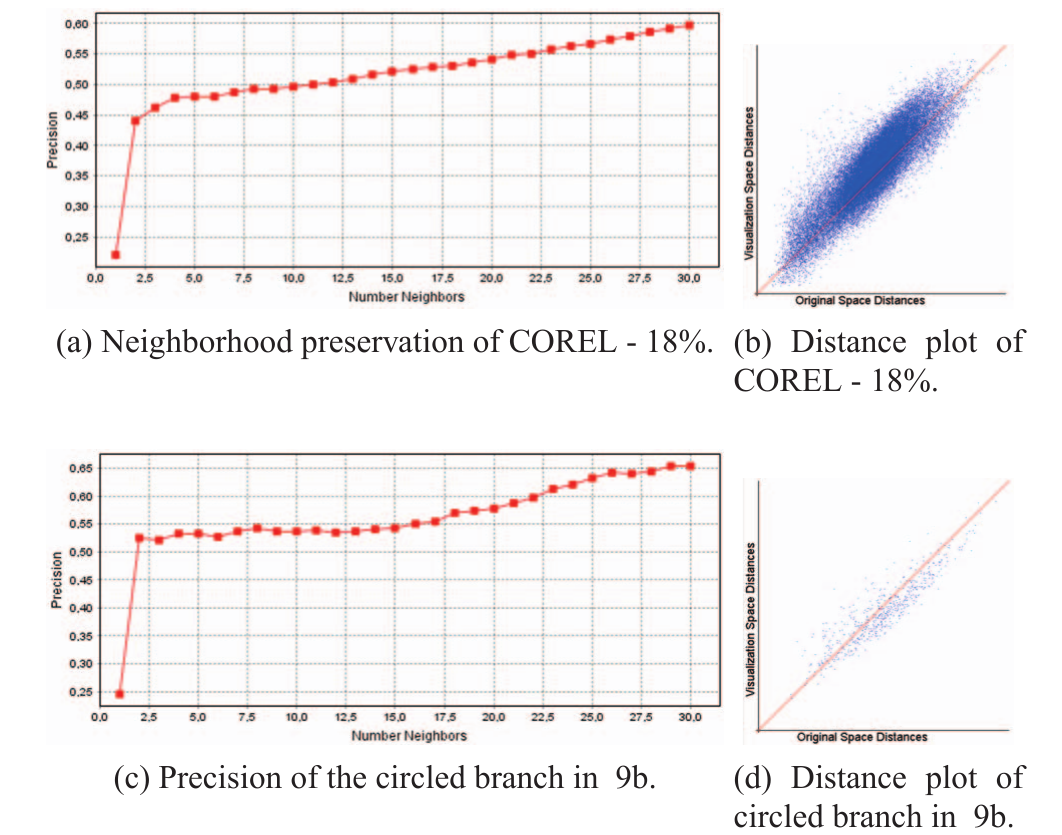 0,60
0,55
0,50
0,45
0,40
0,35
0,30
0,25
Precision
0,0 2,5 5,0 7,5 10,0 12,5 15,0 17,5 20,0 22,5 25,0 27,5 30,0
Number Neighbors
Visualization Space Distances
Original Space Distances
(a) Neighborhood preservation of COREL - 18%.
(b) Distance plot of
COREL - 18%.
0,65
0,60
0,55
0,50
0,45
0,40
0,35
0,30
0,25
Precision
0,0 2,5 5,0 7,5 10,0 12,5 15,0 17,5 20,0 22,5 25,0 27,5 30,0
Number Neighbors
Visualization Space Distances
Original Space Distances
(c) Precision of the circled branch in 9b.
(d) Distance plot of
circled branch in 9b.